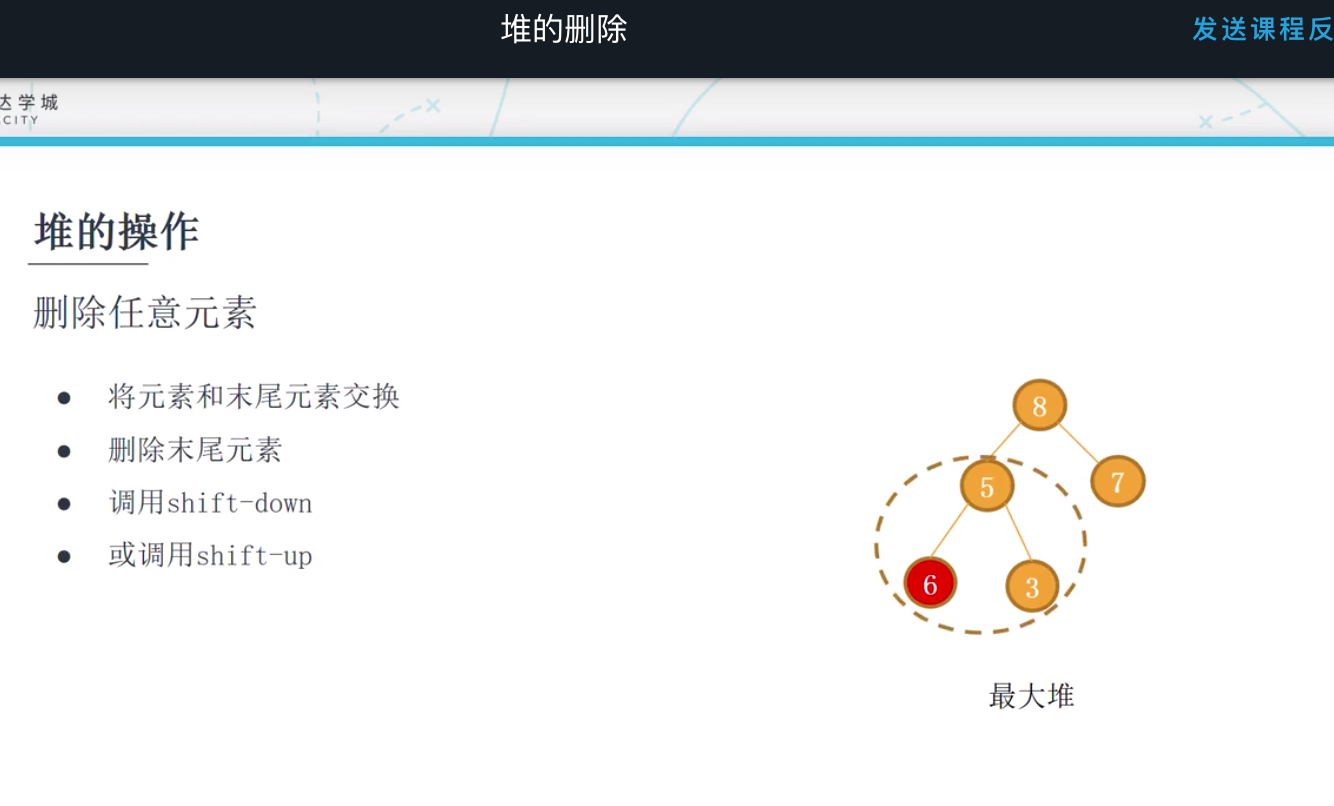 堆的删除
发送课程反
达学城
CITY
堆的操作
删除任意元素
将元素和末尾元素交换
删除末尾元素
调用shift-down
或调用shift-up
8
5
7
6
3
最大堆